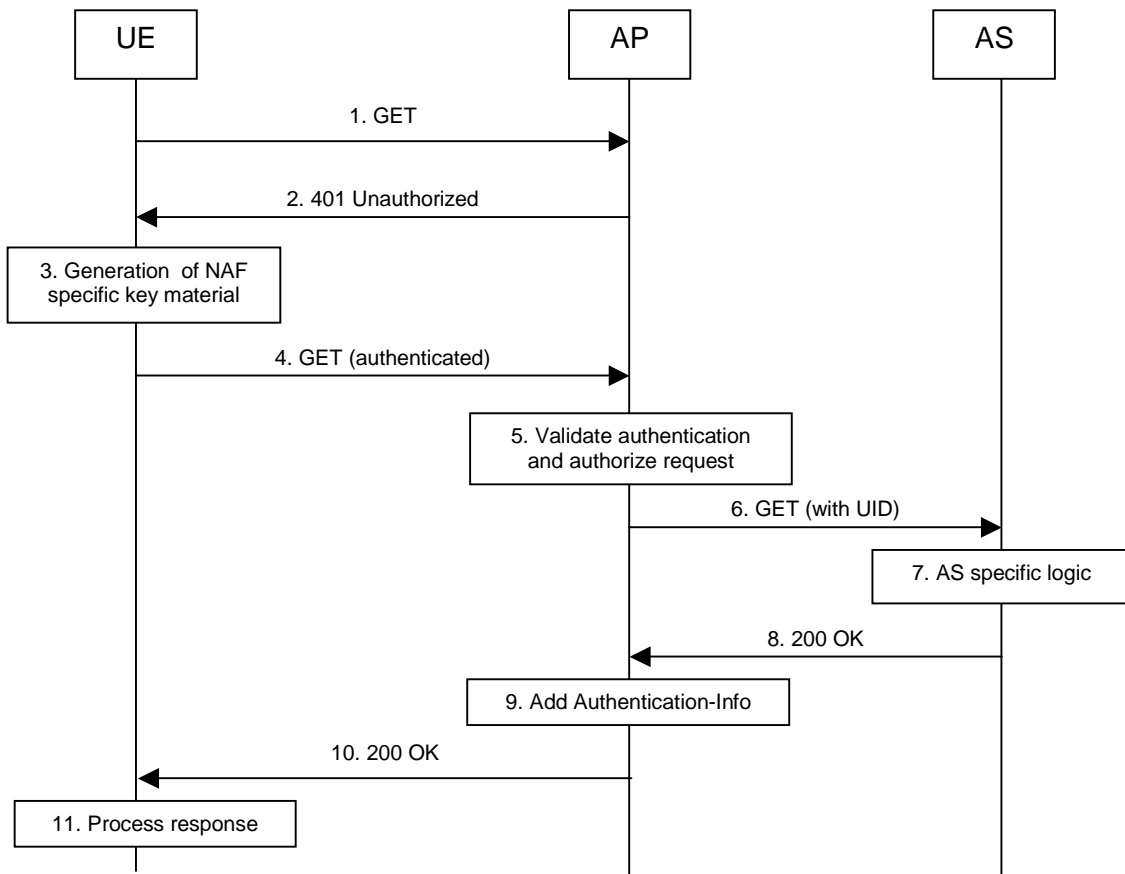 UE
AP
AS
1. GET
2. 401 Unauthorized
3. Generation of NAF
specific key material
4. GET (authenticated)
5. Validate authentication
and authorize request
6. GET (with UID)
7. AS specific logic
8. 200 OK
9. Add Authentication-Info
10. 200 OK
11. Process response